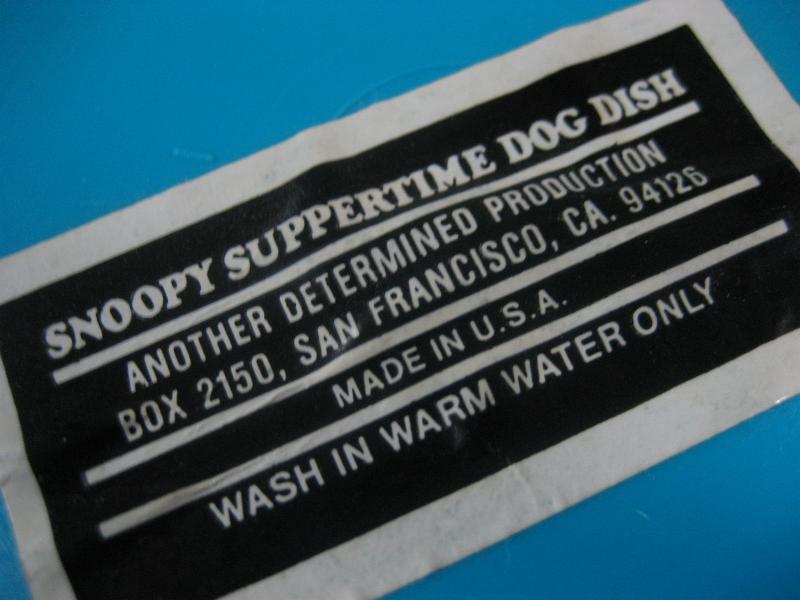 SNOOPY SUPPERTIME DOG DISH
ANOTHER DETERMINED PRODUCTION
BOX 2150, SAN FRANCISCO, CA. 94126
MADE IN U.S.A.
WASH IN WARM WATER ONLY